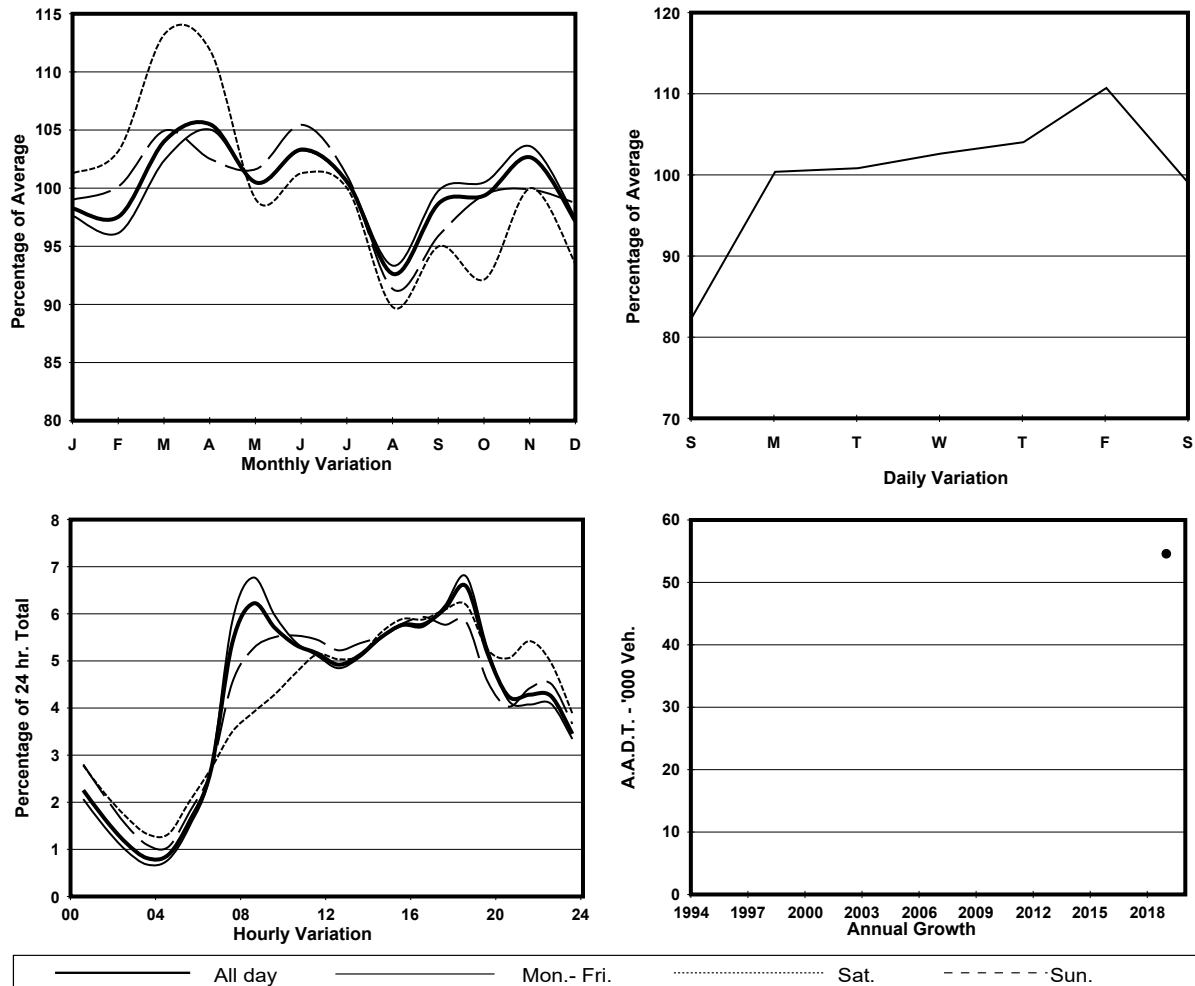 Percentage of Average
115
110
105
100
95
90
85
80
J F M A M J J A S O N D
Monthly Variation
Percentage of Average
120
110
100
90
80
70
S M T W T F S
Daily Variation
Percentage of 24 hr. Total
8
7
6
5
4
3
2
1
0
00 04 08 12 16 20 24
Hourly Variation
A.A.D.T. - '000 Veh.
60
50
40
30
20
10
0
1994 1997 2000 2003 2006 2009 2012 2015 2018
Annual Growth
All day Mon.- Fri. Sat. Sun.